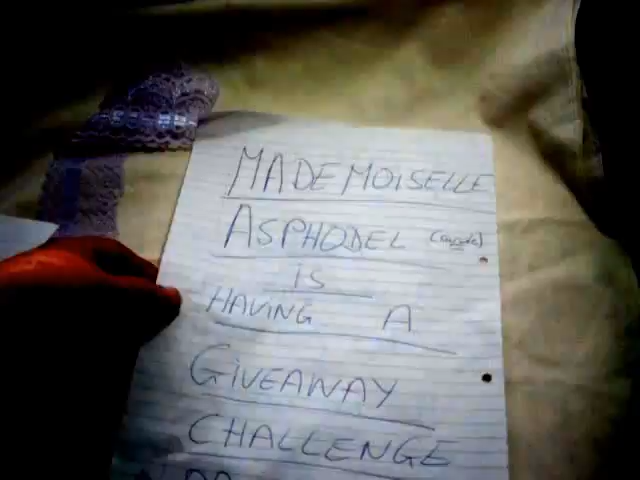 MADEMOISELLE
ASPHODEL
is
HAVING A
GIVEAWAY
CHALLENGE